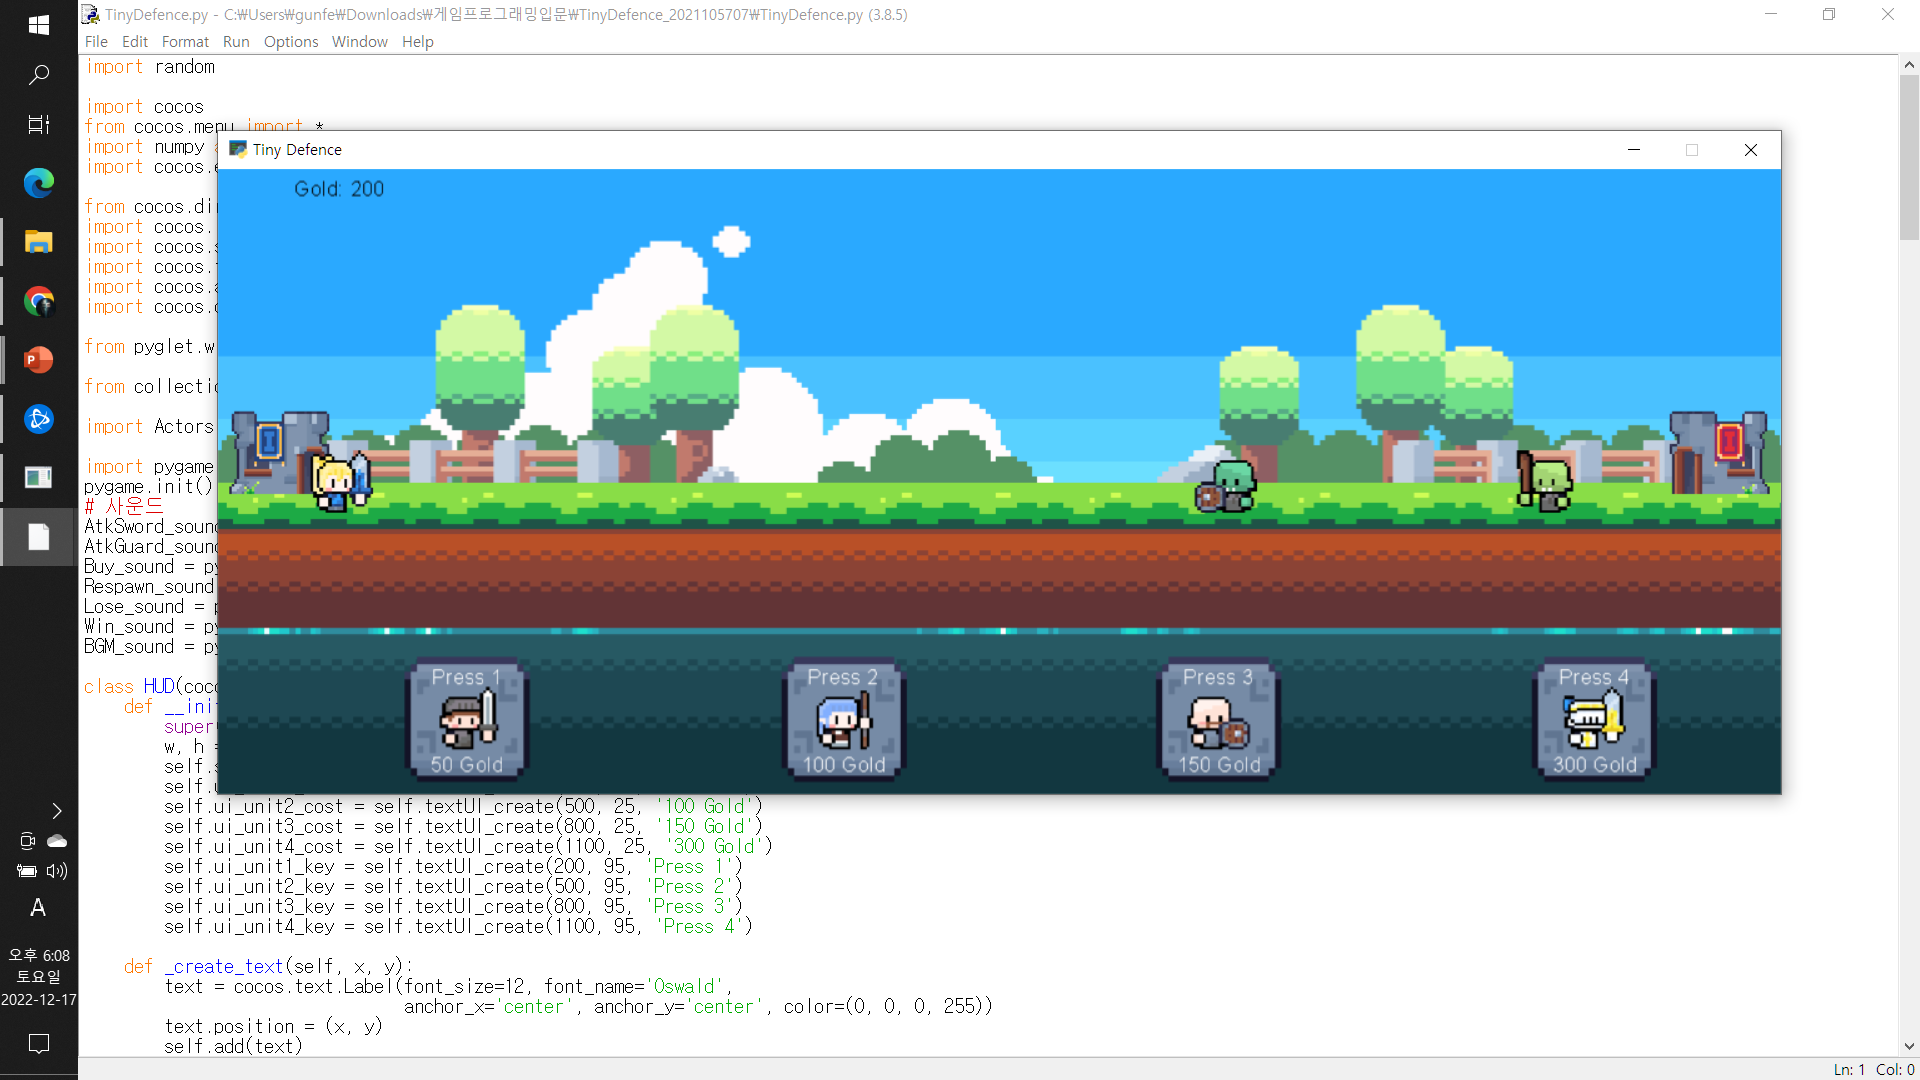 TinyDefence.py - C:₩Users₩gunfe₩Downloads₩게임프로그래밍입문₩TinyDefence_2021105707₩TinyDefence.py (3.8.5)
File Edit Format Run Options Window Help
import random
import cocos
from cocos.menu import *
import numpy
import cocos.
from cocos.di
import cocos.
import cocos.
import cocos.
import cocos.
import cocos.
from pyglet.w
from collectio
import Actors
import pygame
pygame.init()
# 사운드
AtkSword_sound
AtkGuard_sound
Buy_sound = py
Respawn_sound
Lose_sound = p
Win_sound = py
BGM_sound = py
class HUD(coco
def __init
super
w, h =
self.
self.
self.ui_unit2_cost = self.textUI_create(500, 25, '100 Gold')
self.ui_unit3_cost = self.textUI_create(800, 25, '150 Gold')
self.ui_unit4_cost = self.textUI_create(1100, 25, '300 Gold')
self.ui_unit1_key = self.textUI_create(200, 95, 'Press 1')
self.ui_unit2_key = self.textUI_create(500, 95, 'Press 2')
self.ui_unit3_key = self.textUI_create(800, 95, 'Press 3')
self.ui_unit4_key = self.textUI_create(1100, 95, 'Press 4')
def _create_text(self, x, y):
text = cocos.text.Label(font_size=12, font_name='Oswald',
anchor_x='center', anchor_y='center', color=(0, 0, 0, 255))
text.position = (x, y)
self.add(text)
Tiny Defence
Gold: 200
Press 1 Press 2 Press 3 Press 4
50 Gold 100 Gold 150 Gold 300 Gold
A
오후 6:08
토요일
2022-12-17
Ln: 1 Col: 0